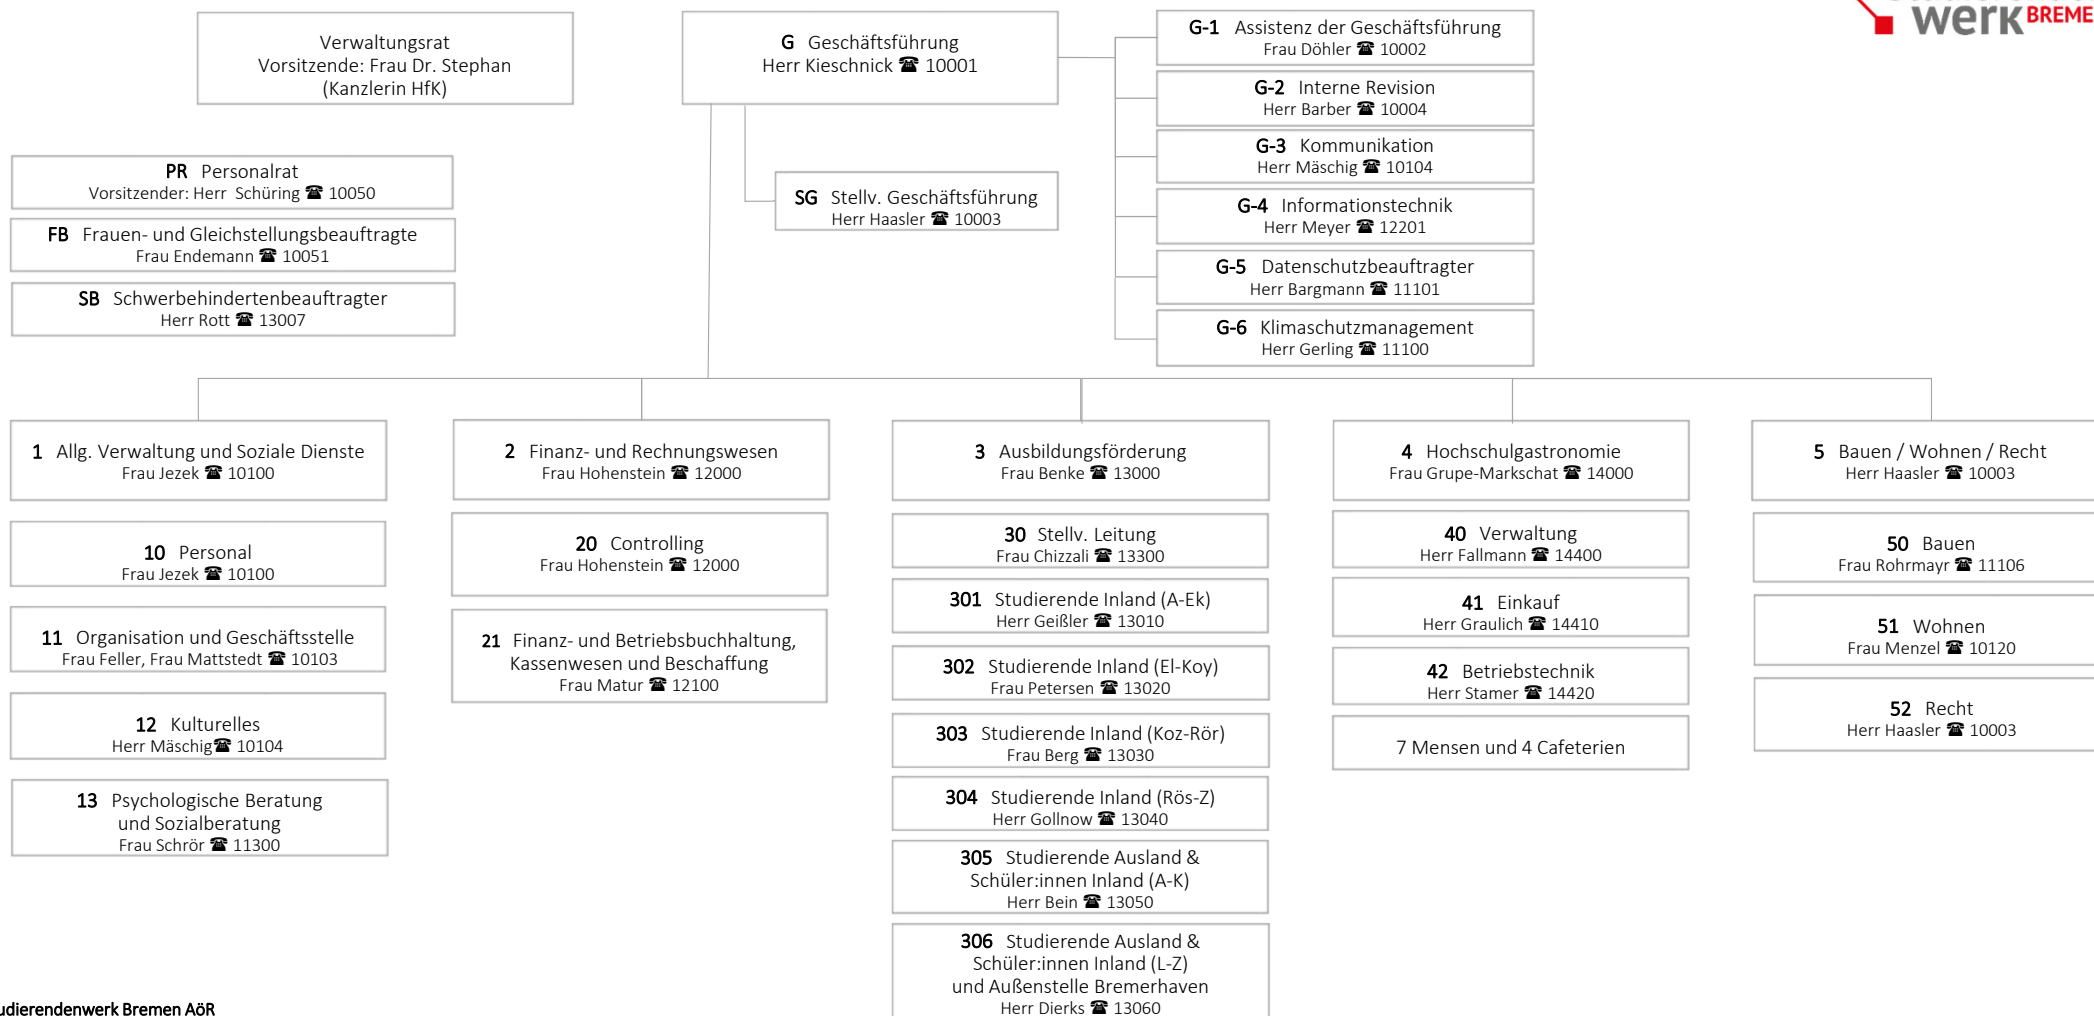 werk BREME
Verwaltungsrat
Vorsitzende: Frau Dr. Stephan
(Kanzlerin HfK)
G Geschäftsführung
Herr Kieschnick ☎ 10001
G-1 Assistenz der Geschäftsführung
Frau Döhler ☎ 10002
G-2 Interne Revision
Herr Barber ☎ 10004
G-3 Kommunikation
Herr Mäschig ☎ 10104
G-4 Informationstechnik
Herr Meyer ☎ 12201
G-5 Datenschutzbeauftragter
Herr Bargmann ☎ 11101
G-6 Klimaschutzmanagement
Herr Gerling ☎ 11100
SG Stellv. Geschäftsführung
Herr Haasler ☎ 10003
PR Personalrat
Vorsitzender: Herr Schüring ☎ 10050
FB Frauen- und Gleichstellungsbeauftragte
Frau Endemann ☎ 10051
SB Schwerbehindertenbeauftragter
Herr Rott ☎ 13007
1 Allg. Verwaltung und Soziale Dienste
Frau Jezek ☎ 10100
10 Personal
Frau Jezek ☎ 10100
11 Organisation und Geschäftsstelle
Frau Feller, Frau Mattstedt ☎ 10103
12 Kulturelles
Herr Mäschig☎ 10104
13 Psychologische Beratung
und Sozialberatung
Frau Schrör ☎ 11300
2 Finanz- und Rechnungswesen
Frau Hohenstein ☎ 12000
20 Controlling
Frau Hohenstein ☎ 12000
21 Finanz- und Betriebsbuchhaltung,
Kassenwesen und Beschaffung
Frau Matur ☎ 12100
3 Ausbildungsförderung
Frau Benke ☎ 13000
30 Stellv. Leitung
Frau Chizzali ☎ 13300
301 Studierende Inland (A-Ek)
Herr Geißler ☎ 13010
302 Studierende Inland (El-Koy)
Frau Petersen ☎ 13020
303 Studierende Inland (Koz-Rör)
Frau Berg ☎ 13030
304 Studierende Inland (Rös-Z)
Herr Gollnow ☎ 13040
305 Studierende Ausland &
Schüler:innen Inland (A-K)
Herr Bein ☎ 13050
306 Studierende Ausland &
Schüler:innen Inland (L-Z)
und Außenstelle Bremerhaven
Herr Dierks ☎ 13060
4 Hochschulgastronomie
Frau Grupe-Markschat ☎ 14000
40 Verwaltung
Herr Fallmann ☎ 14400
41 Einkauf
Herr Graulich ☎ 14410
42 Betriebstechnik
Herr Stamer ☎ 14420
7 Mensen und 4 Cafeterien
5 Bauen / Wohnen / Recht
Herr Haasler ☎ 10003
50 Bauen
Frau Rohrmayr ☎ 11106
51 Wohnen
Frau Menzel ☎ 10120
52 Recht
Herr Haasler ☎ 10003
udierendenwerk Bremen AöR